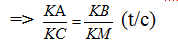 => KA/KC = KB/KM (t/c)